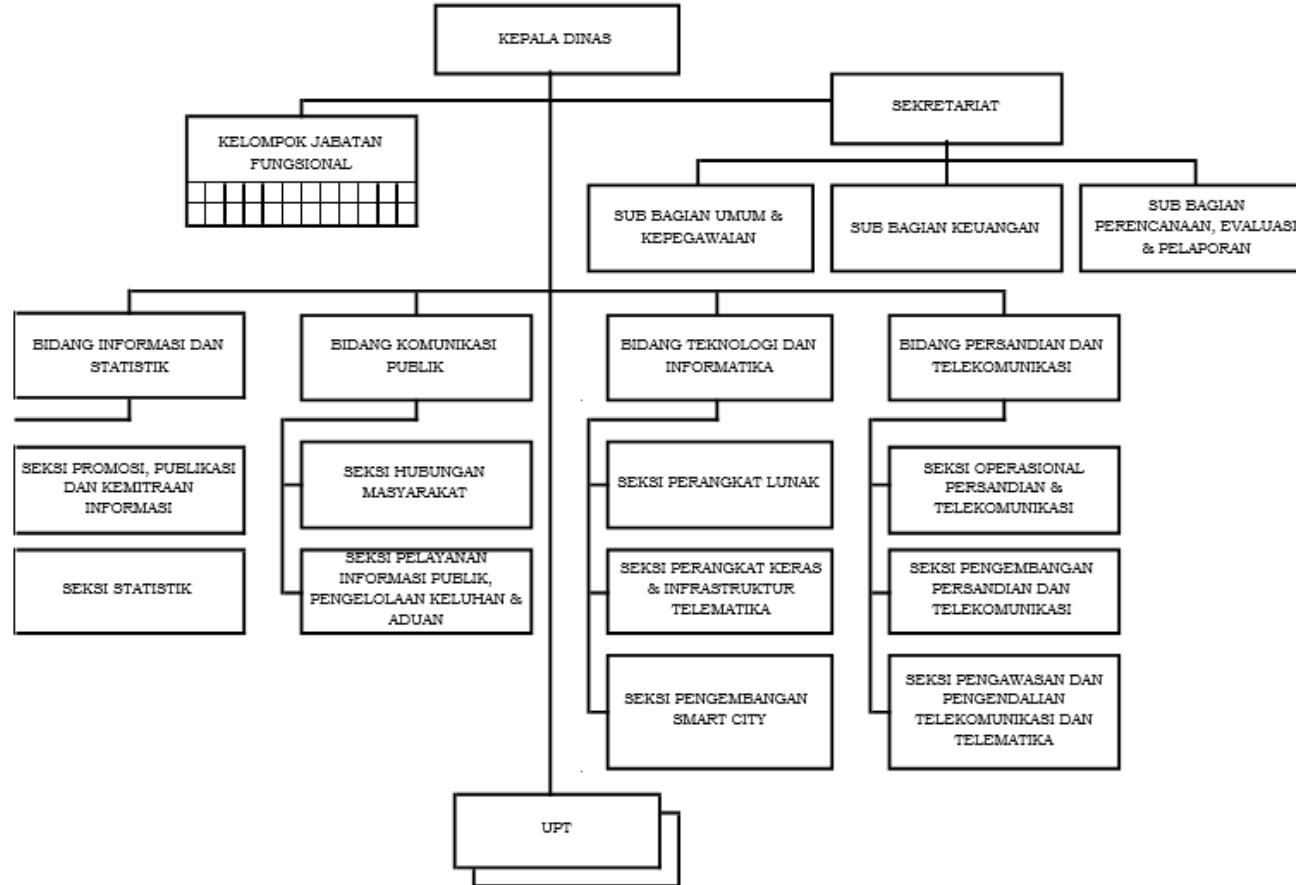 KEPALA DINAS
SEKRETARIAT
KELOMPOK JABATAN
FUNGSIONAL
SUB BAGIAN UMUM &
KEPEGAWAIAN
SUB BAGIAN KEUANGAN
SUB BAGIAN
PERENCANAAN, EVALUASI
& PELAPORAN
BIDANG INFORMASI DAN
STATISTIK
BIDANG KOMUNIKASI
PUBLIK
BIDANG TEKNOLOGI DAN
INFORMATIKA
BIDANG PERSANDIAN DAN
TELEKOMUNIKASI
SEKSI PROMOSI, PUBLIKASI
DAN KEMITRAAN
INFORMASI
SEKSI HUBUNGAN
MASYARAKAT
SEKSI PERANGKAT LUNAK
SEKSI OPERASIONAL
PERSANDIAN &
TELEKOMUNIKASI
SEKSI STATISTIK
SEKSI PELAYANAN
INFORMASI PUBLIK,
PENGELOLAAN KELUHAN &
ADUAN
SEKSI PERANGKAT KERAS
& INFRASTRUKTUR
TELEMATIKA
SEKSI PENGEMBANGAN
PERSANDIAN DAN
TELEKOMUNIKASI
SEKSI PENGEMBANGAN
SMART CITY
SEKSI PENGAWASAN DAN
PENGENDALIAN
TELEKOMUNIKASI DAN
TELEMATIKA
UPT